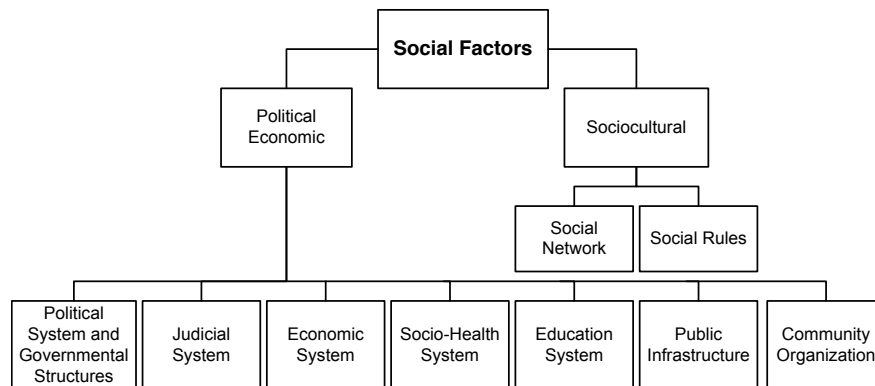 Social Factors
Political
Economic
Sociocultural
Social
Network
Social Rules
Political
System and
Governmental
Structures
Judicial
System
Economic
System
Socio-Health
System
Education
System
Public
Infrastructure
Community
Organization